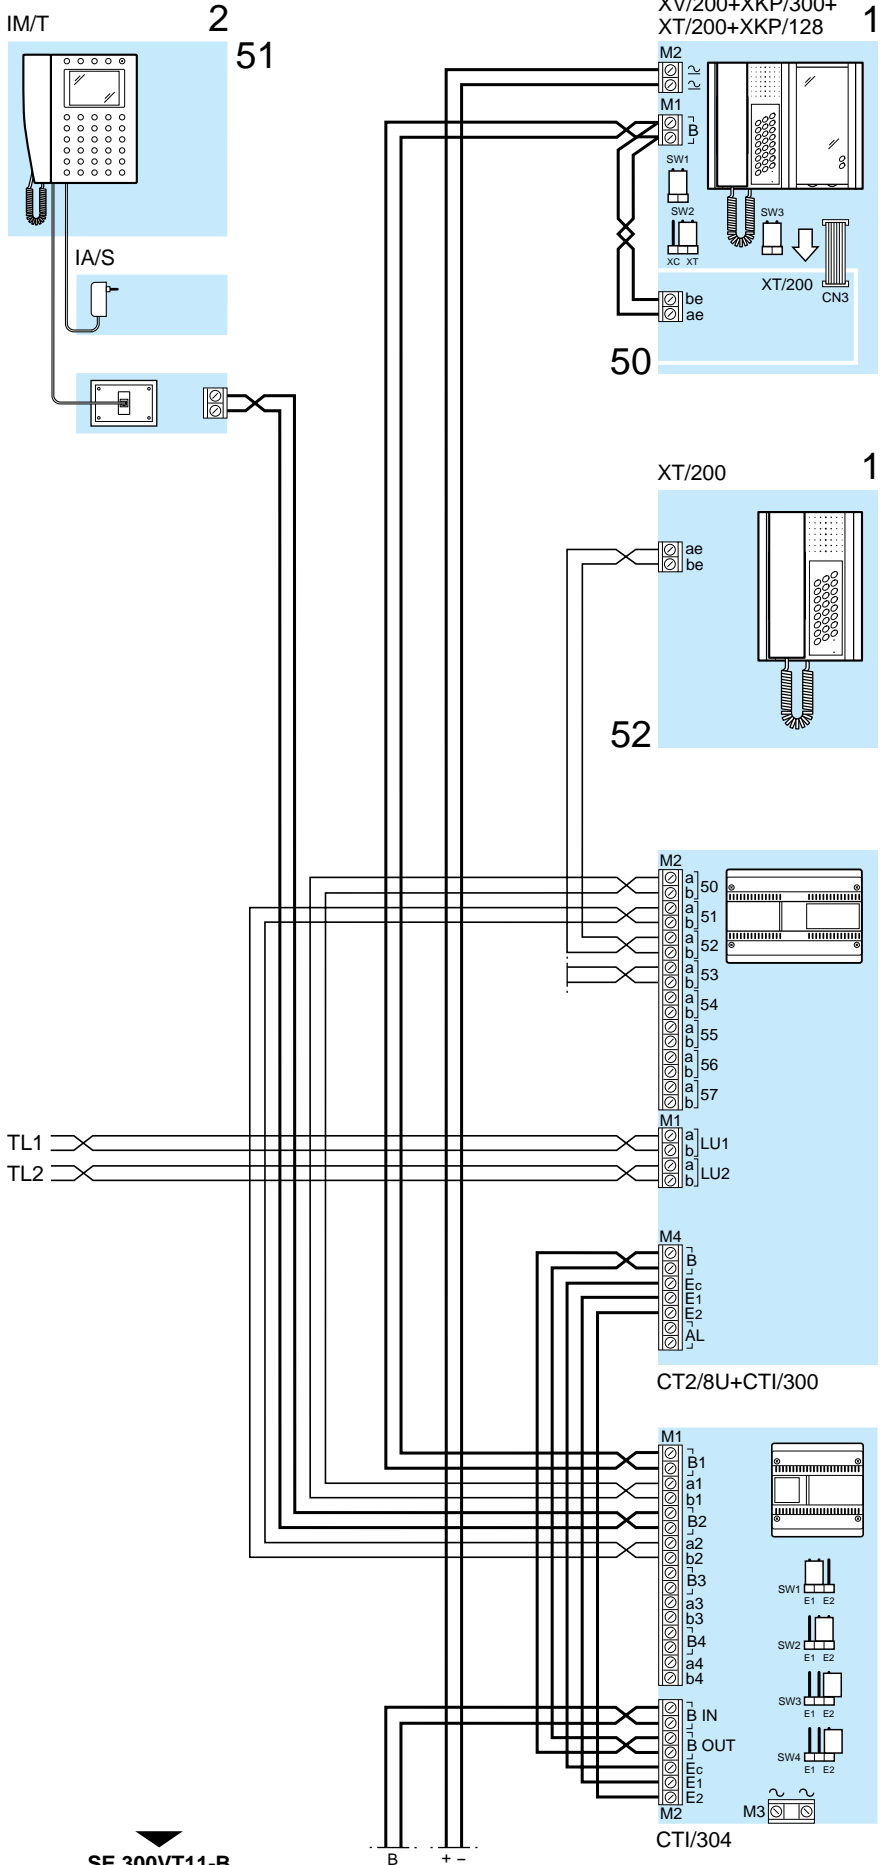 XV/200+XKP/300+
XT/200+XKP/128
1
IM/T
2
51
M2
M1
B
SW1
SW2
XC XT
SW3
XT/200
CN3
be
ae
50
IA/S
XT/200
1
ae
be
52
M2
a
b
50
a
b
51
a
b
52
a
b
53
a
b
54
a
b
55
a
b
56
a
b
57
M1
TL1
a
b
LU1
TL2
a
b
LU2
M4
B
Ec
E1
E2
AL
CT2/8U+CTI/300
M1
B1
a1
b1
B2
a2
b2
B3
a3
b3
B4
a4
b4
SW1
E1 E2
SW2
E1 E2
SW3
E1 E2
SW4
E1 E2
B IN
B OUT
Ec
E1
E2
M2
M3
CTI/304
SE 300VT11-B
B
+ –